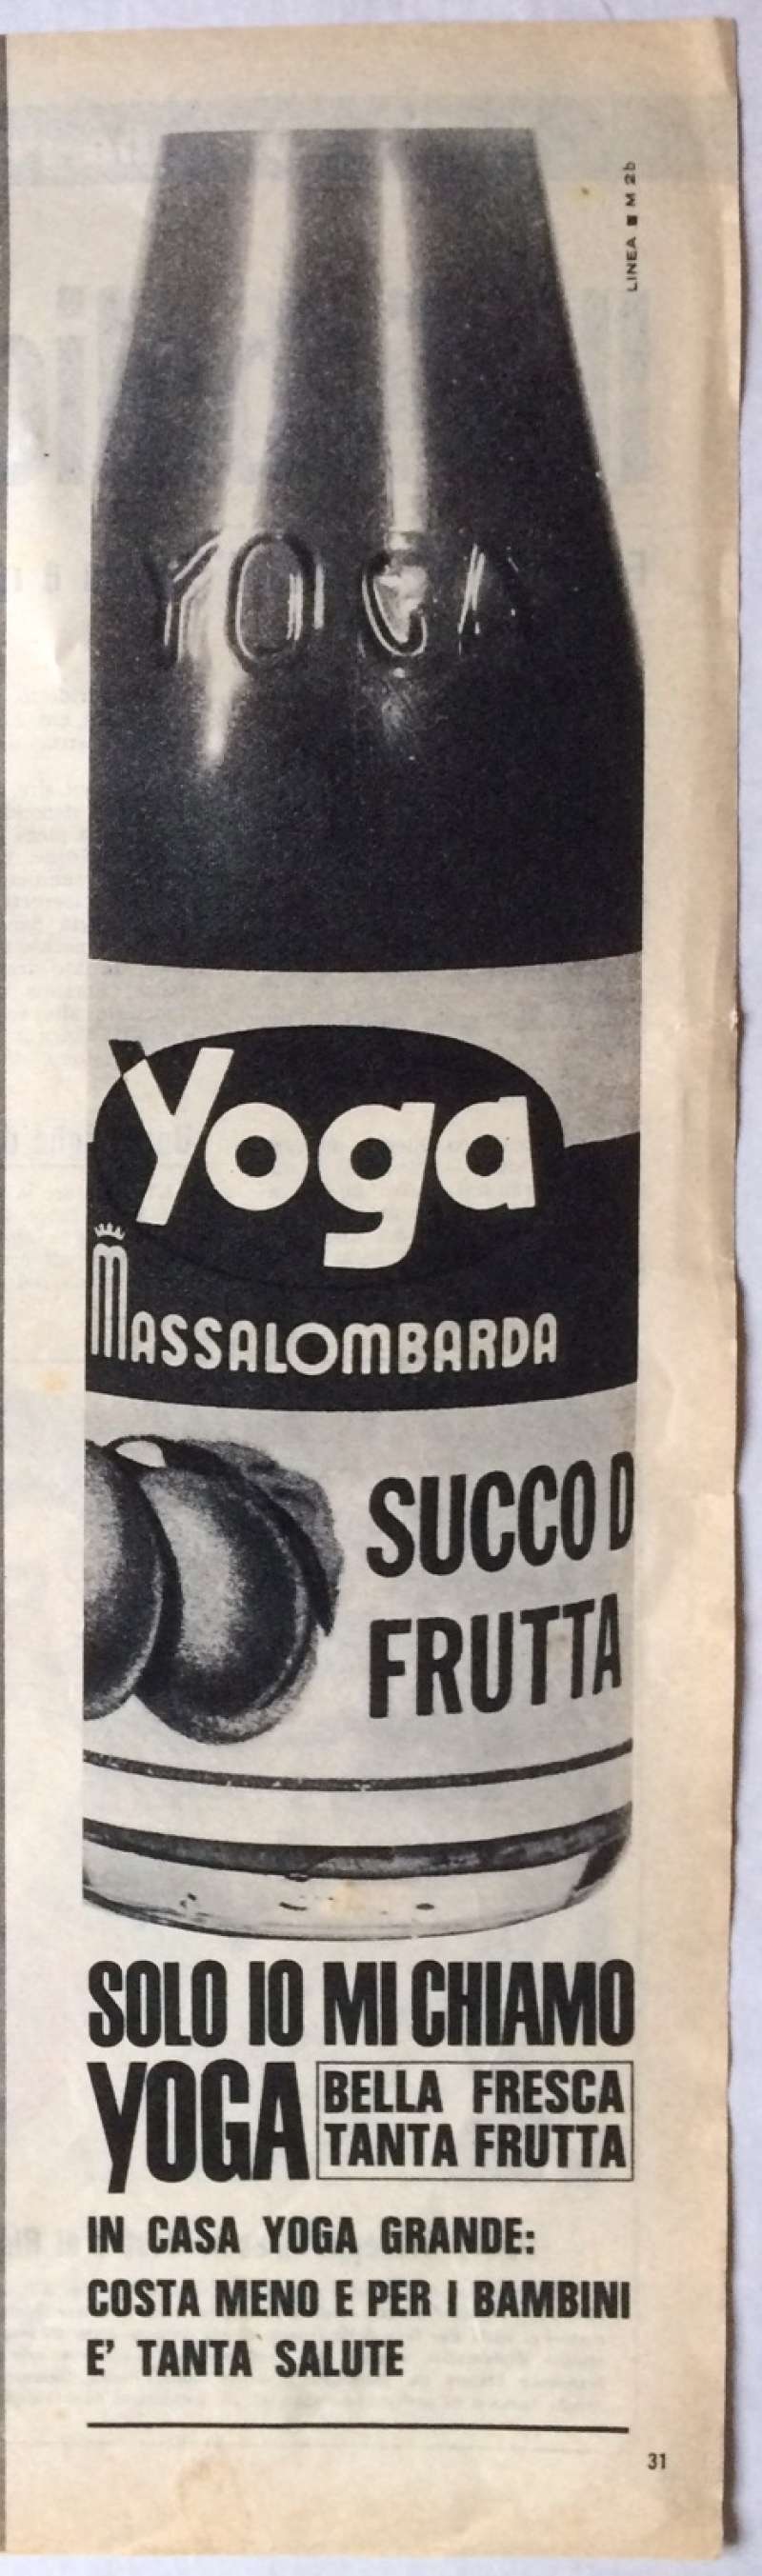 LINEA ■ M 2b
YOGA
Yoga
MASSALOMBARDA
SUCCO D
FRUTTA
SOLO IO MI CHIAMO
YOGA
BELLA FRESCA
TANTA FRUTTA
IN CASA YOGA GRANDE:
COSTA MENO E PER I BAMBINI
E' TANTA SALUTE
31